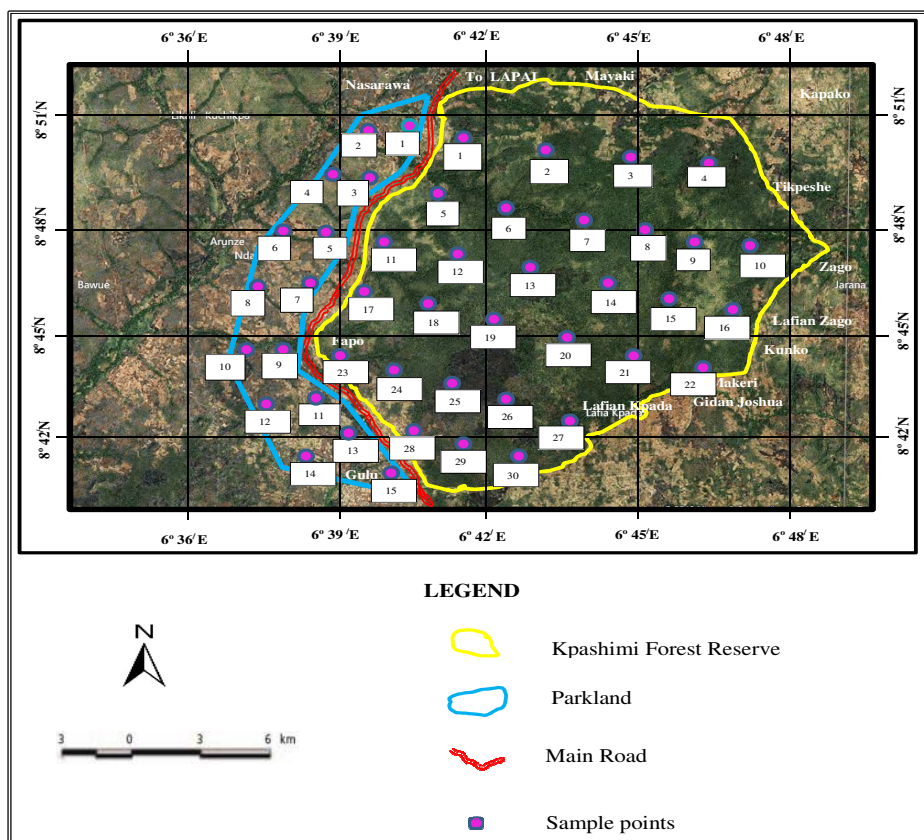 6° 36′ E 6° 39′ E 6° 42′ E 6° 45′ E 6° 48′ E
To LAPAI Mayaki
Nasarawa
Kapako
8° 51′N 8° 51′N
2 1 1
2 3 4
4 3
Tikpeshe
5 6
8° 48′N 8° 48′N
7 8 9 10
Arunze
6 5 11 12
Nda
13 Zago
Bawue Jarana
8 7 14
17 18 15 16
Lafian Zago
19
8° 45′N 8° 45′N
Fapo Kunko
20 21
10 9 23
24 22 Makeri
25 Gidan Joshua
12 11 26 Lafian Kpada
Lafia Kpada
27
8° 42′N 8° 42′N
13 28 29
14 Gulu 30
15
6° 36′ E 6° 39′ E 6° 42′ E 6° 45′ E 6° 48′ E
LEGEND
N
Kpashimi Forest Reserve
Parkland
3 0 3 6 km
Main Road
Sample points